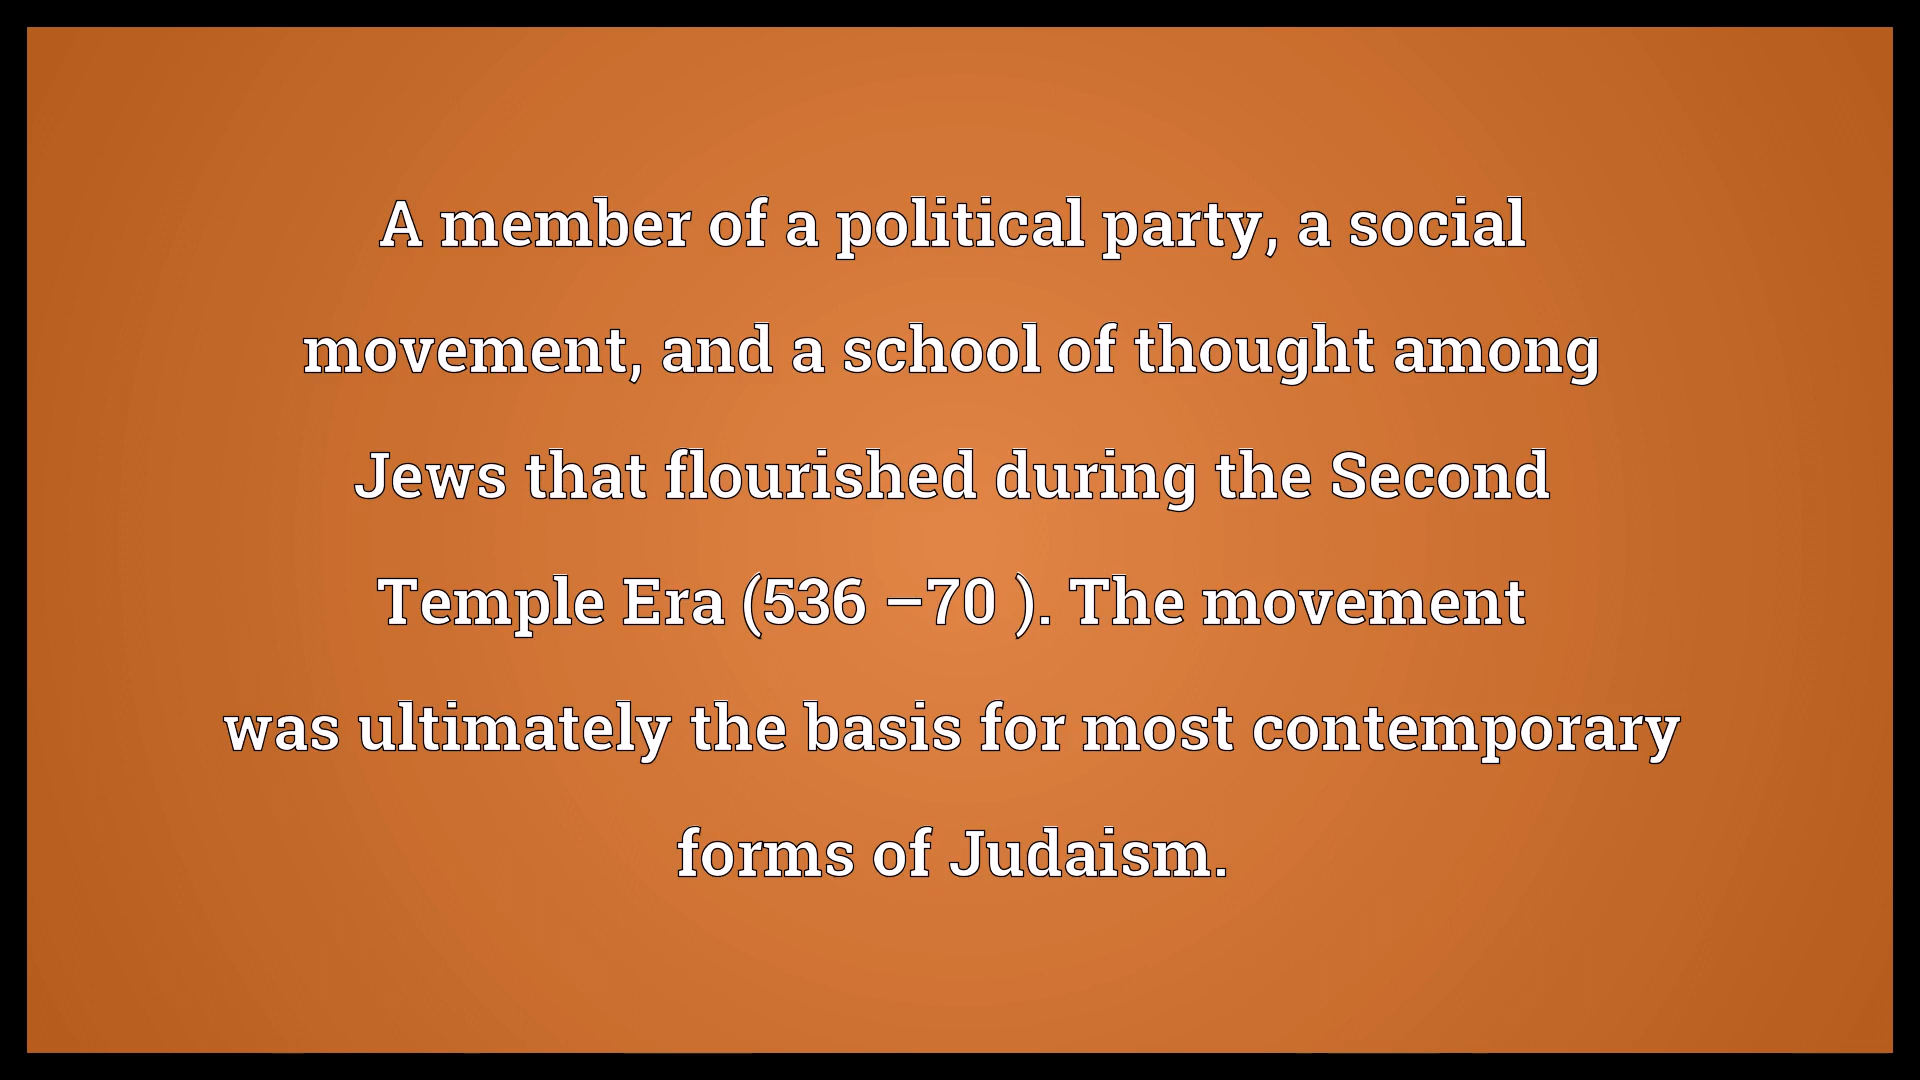 A member of a political party, a social
movement, and a school of thought among
Jews that flourished during the Second
Temple Era (536 –70 ). The movement
was ultimately the basis for most contemporary
forms of Judaism.